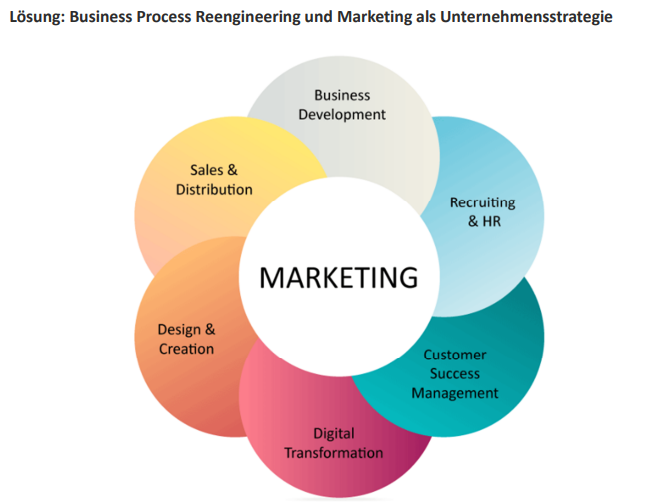 Lösung: Business Process Reengineering und Marketing als Unternehmensstrategie
Business
Development
Sales &
Distribution
Recruiting
& HR
MARKETING
Design &
Creation
Customer
Success
Management
Digital
Transformation